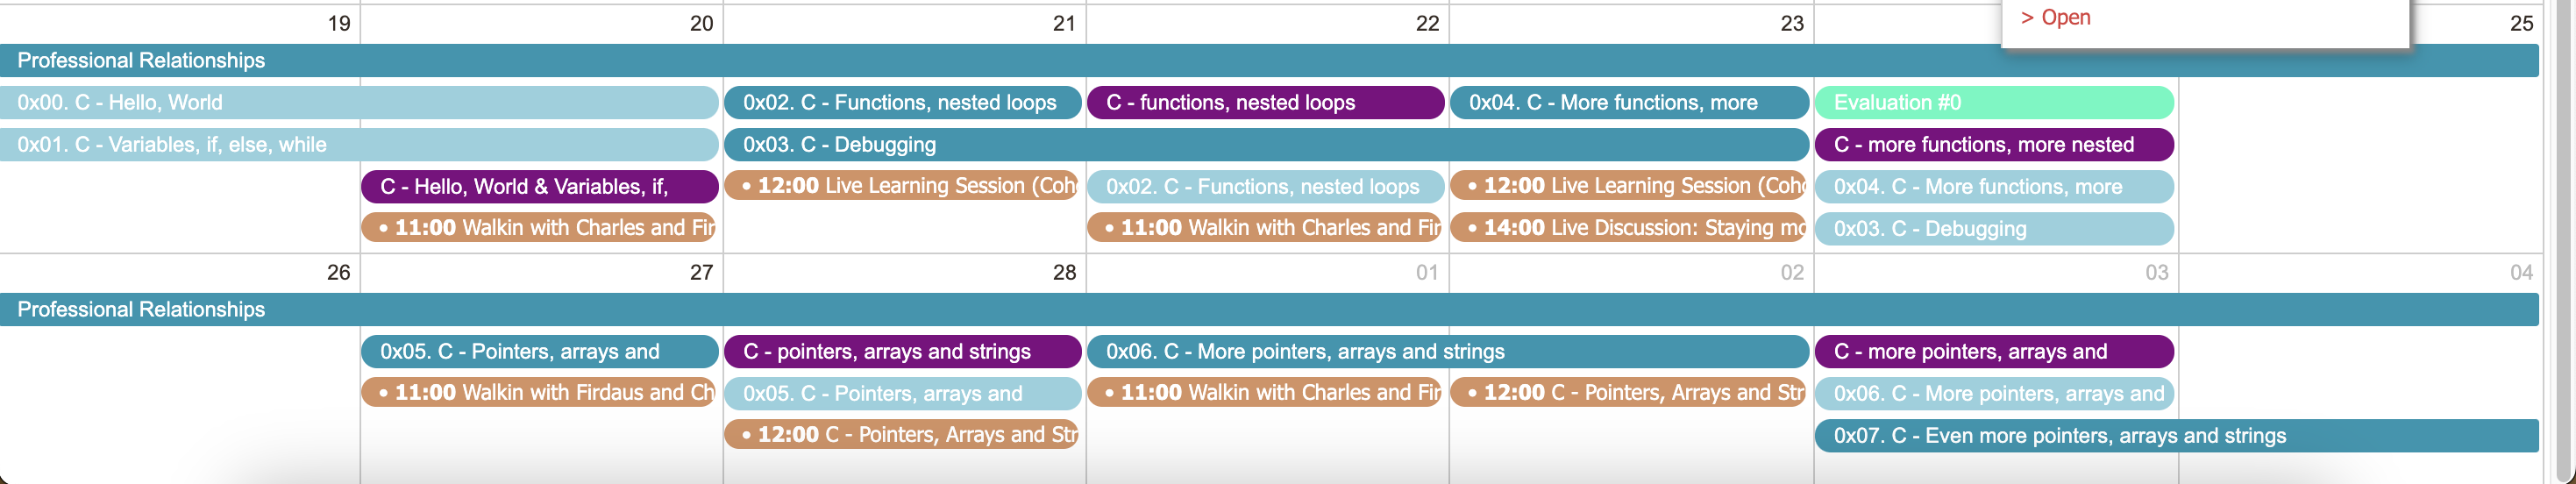 > Open
19 20 21 22 23 25
Professional Relationships
0x00. C - Hello, World
0x02. C - Functions, nested loops
C - functions, nested loops
0x04. C - More functions, more
Evaluation #0
0x01. C - Variables, if, else, while
0x03. C - Debugging
C - more functions, more nested
C - Hello, World & Variables, if,
• 12:00 Live Learning Session (Coh
0x02. C - Functions, nested loops
• 12:00 Live Learning Session (Coh
0x04. C - More functions, more
• 11:00 Walkin with Charles and Fir
• 11:00 Walkin with Charles and Fir
• 14:00 Live Discussion: Staying mo
0x03. C - Debugging
26 27 28 01 02 03 04
Professional Relationships
0x05. C - Pointers, arrays and
C - pointers, arrays and strings
0x06. C - More pointers, arrays and strings
C - more pointers, arrays and
• 11:00 Walkin with Firdaus and Ch
0x05. C - Pointers, arrays and
• 11:00 Walkin with Charles and Fir
• 12:00 C - Pointers, Arrays and Str
0x06. C - More pointers, arrays and
• 12:00 C - Pointers, Arrays and Str
0x07. C - Even more pointers, arrays and strings